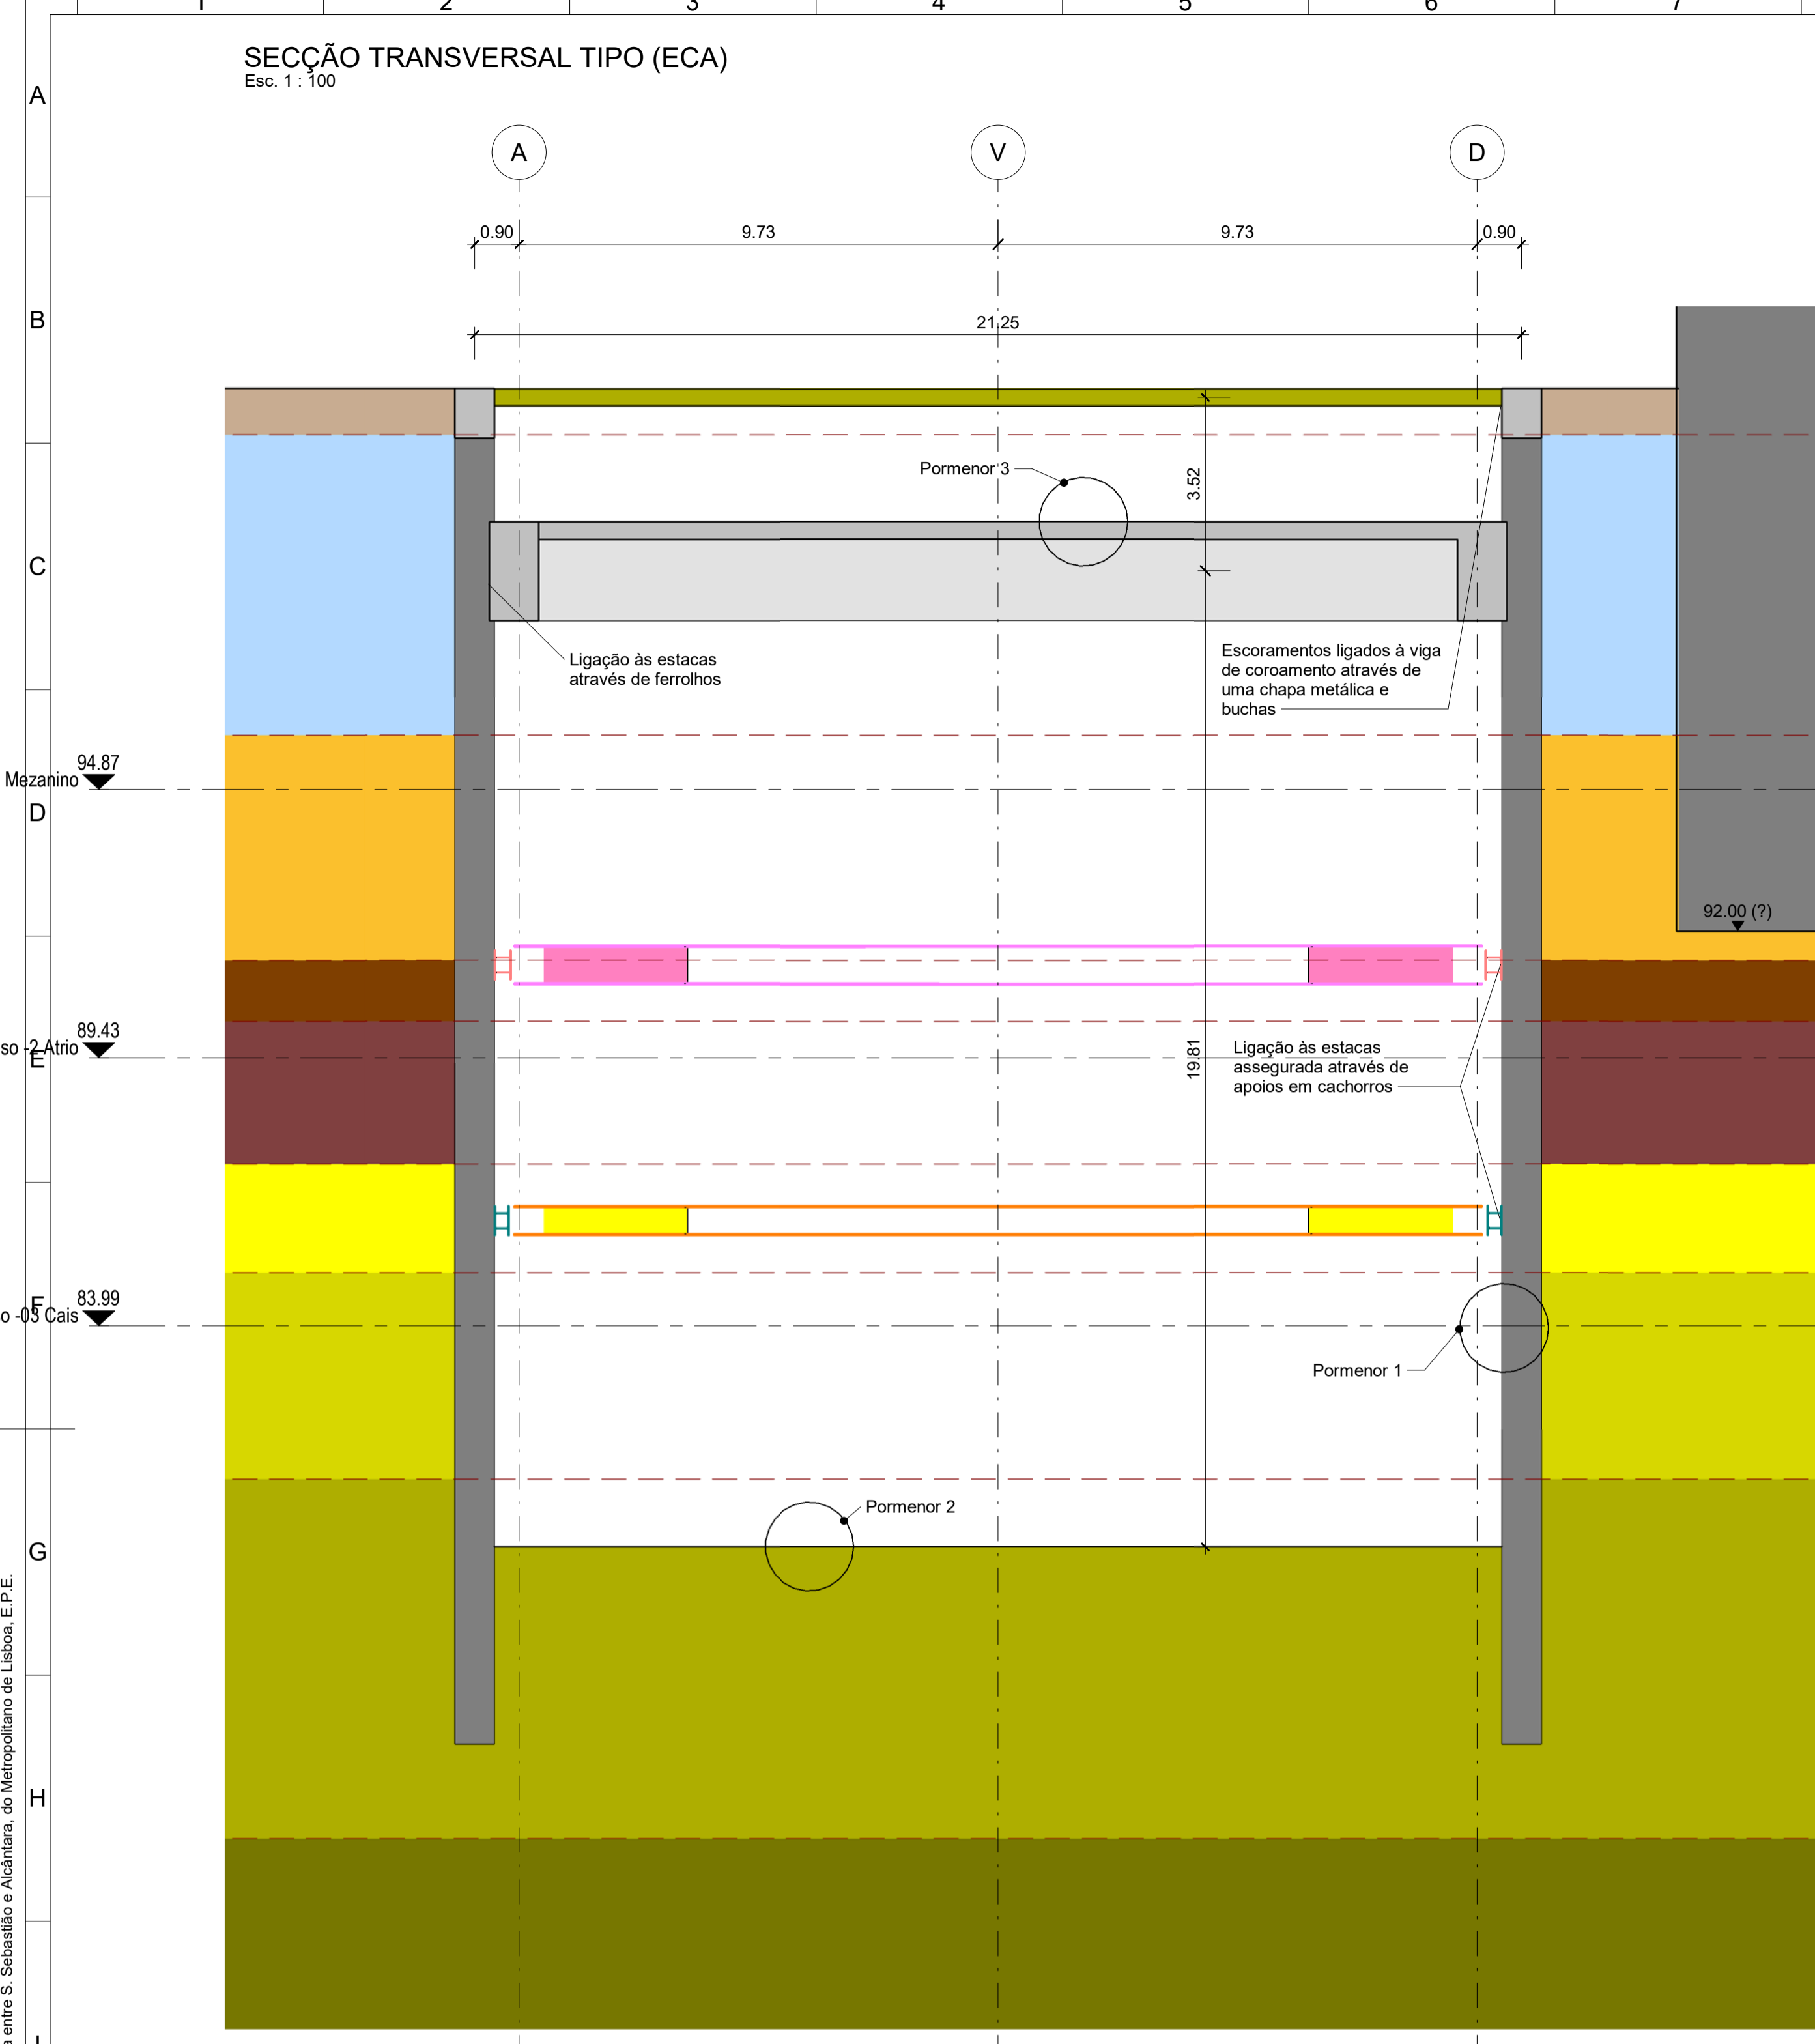 1 2 3 4 5 6 7
SECÇÃO TRANSVERSAL TIPO (ECA)
Esc. 1 : 100
A
A V D
0.90 9.73 9.73 0.90
B
21.25
Pormenor 3
3.52
C
Ligação às estacas
através de ferrolhos
Escoramentos ligados à viga
de coroamento através de
uma chapa metálica e
buchas
94.87
Mezanino
D
92.00 (?)
89.43
so -2 Atrio
E
19.81
Ligação às estacas
assegurada através de
apoios em cachorros
83.99
o -03 Cais
F
Pormenor 1
Pormenor 2
G
H
a entre S. Sebastião e Alcântara, do Metropolitano de Lisboa, E.P.E.